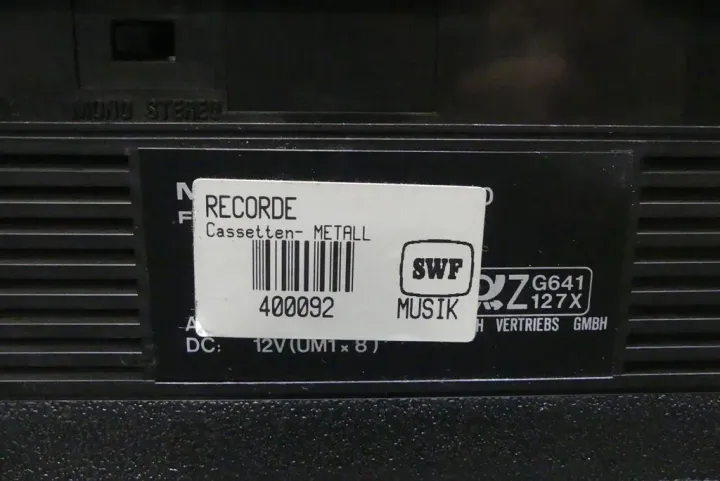 MONO STEREO
RECORDE
Cassetten- METALL
400092
SWF
MUSIK
Z G641
127X
H VERTRIEBS GMBH
DC: 12V(UM1×8)